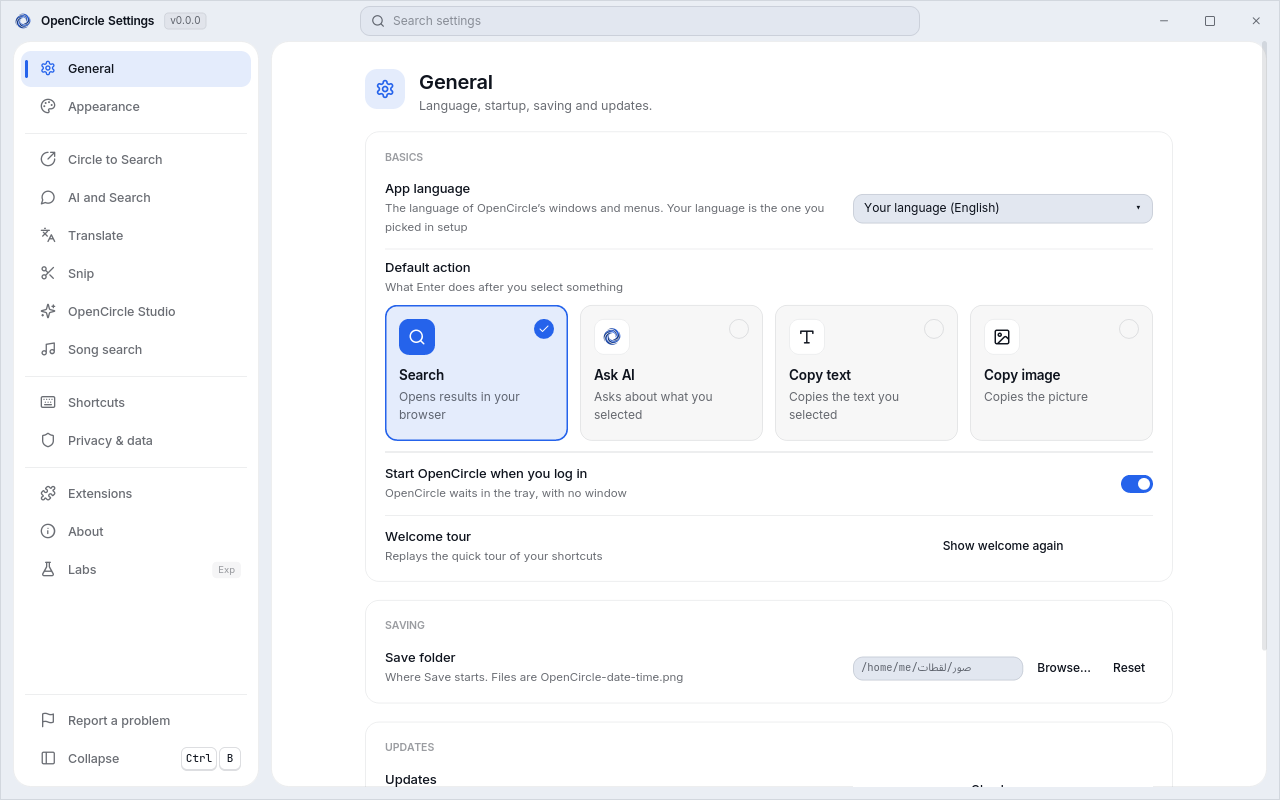 OpenCircle Settings v0.0.0
Search settings
General
Appearance
Circle to Search
AI and Search
Translate
Snip
OpenCircle Studio
Song search
Shortcuts
Privacy & data
Extensions
About
Labs Exp
Report a problem
Collapse Ctrl B
General
Language, startup, saving and updates.
BASICS
App language
The language of OpenCircle’s windows and menus. Your language is the one you
picked in setup
Your language (English)
Default action
What Enter does after you select something
Search
Opens results in your
browser
Ask AI
Asks about what you
selected
Copy text
Copies the text you
selected
Copy image
Copies the picture
Start OpenCircle when you log in
OpenCircle waits in the tray, with no window
Welcome tour
Replays the quick tour of your shortcuts
Show welcome again
SAVING
Save folder
Where Save starts. Files are OpenCircle-date-time.png
/home/me/صور/لقطات
Browse...
Reset
UPDATES
Updates